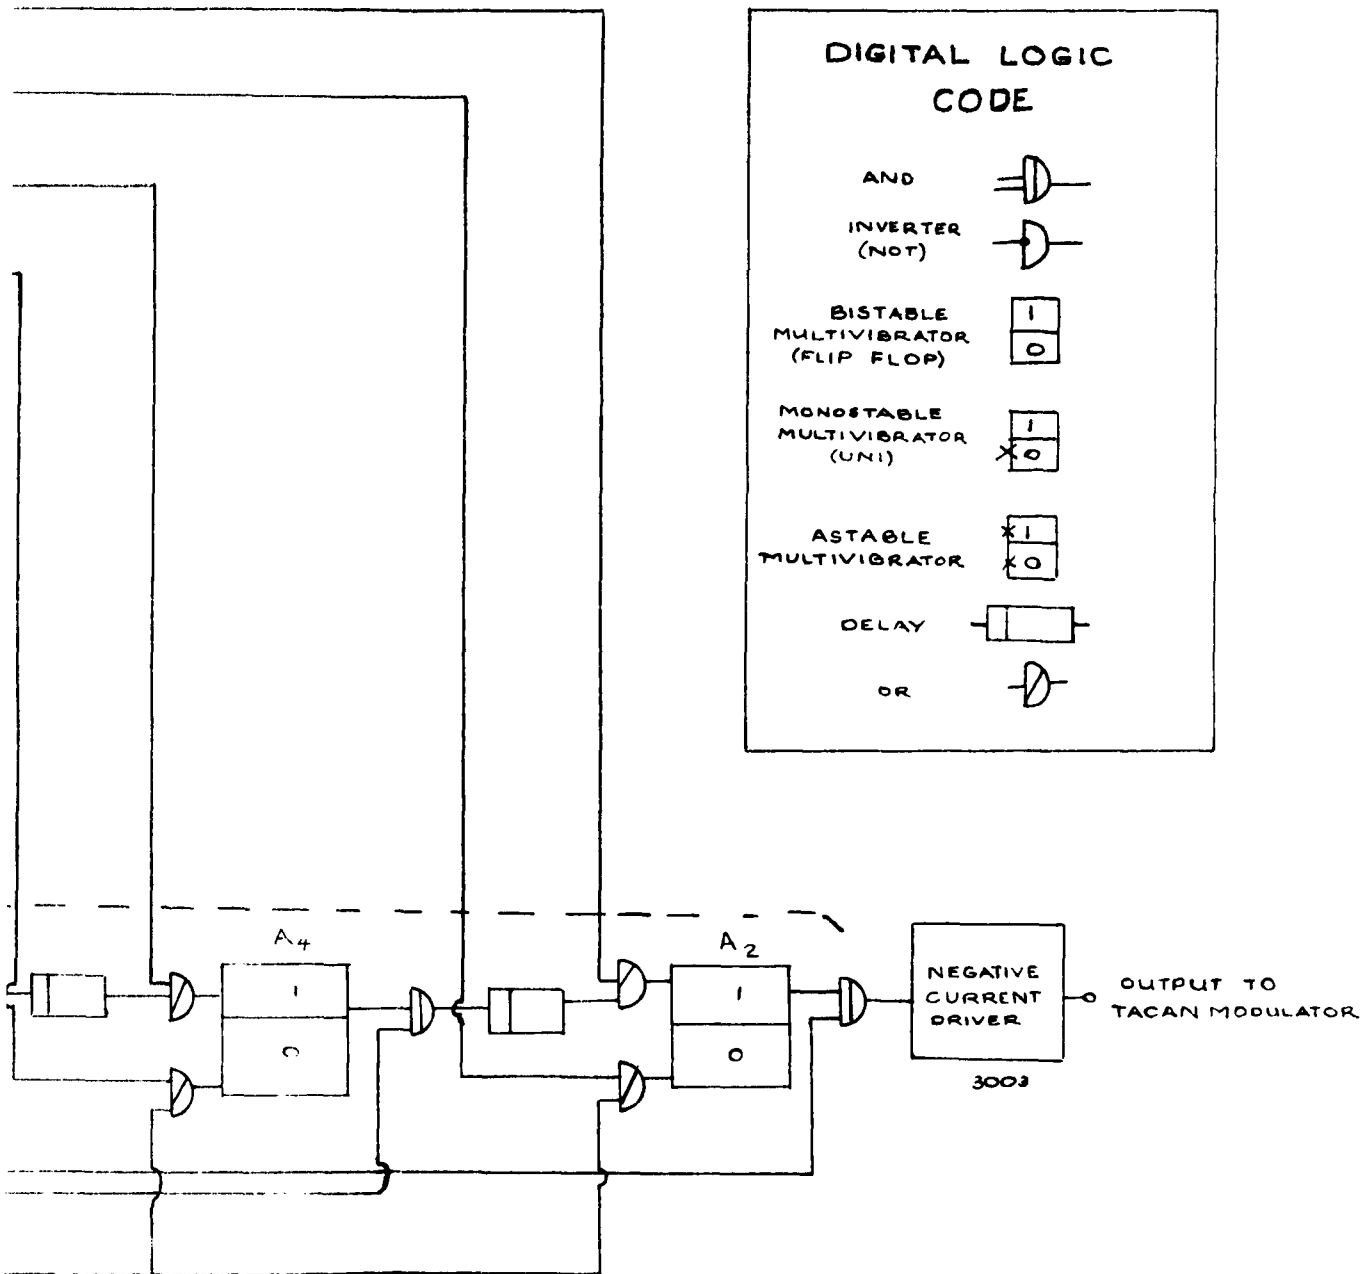 DIGITAL LOGIC
CODE
AND
INVERTER
(NOT)
BISTABLE
MULTIVIBRATOR
(FLIP FLOP)
1
0
MONOSTABLE
MULTIVIBRATOR
(UNI)
1
0
ASTABLE
MULTIVIBRATOR
1
0
DELAY
OR
A4
1
0
A2
1
0
NEGATIVE
CURRENT
DRIVER
3003
OUTPUT TO
TACAN MODULATOR